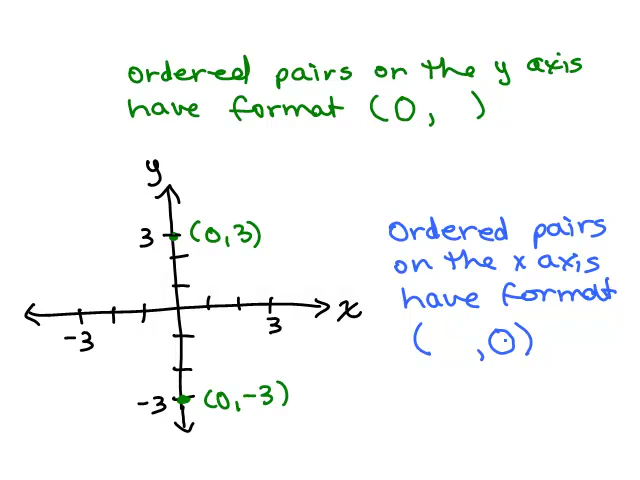 ordered pairs on the y axis
have format (0, )
y
3 (0,3)
ordered pairs
on the x axis
have format
( ,0)
-3 3 x
-3 (0,-3)